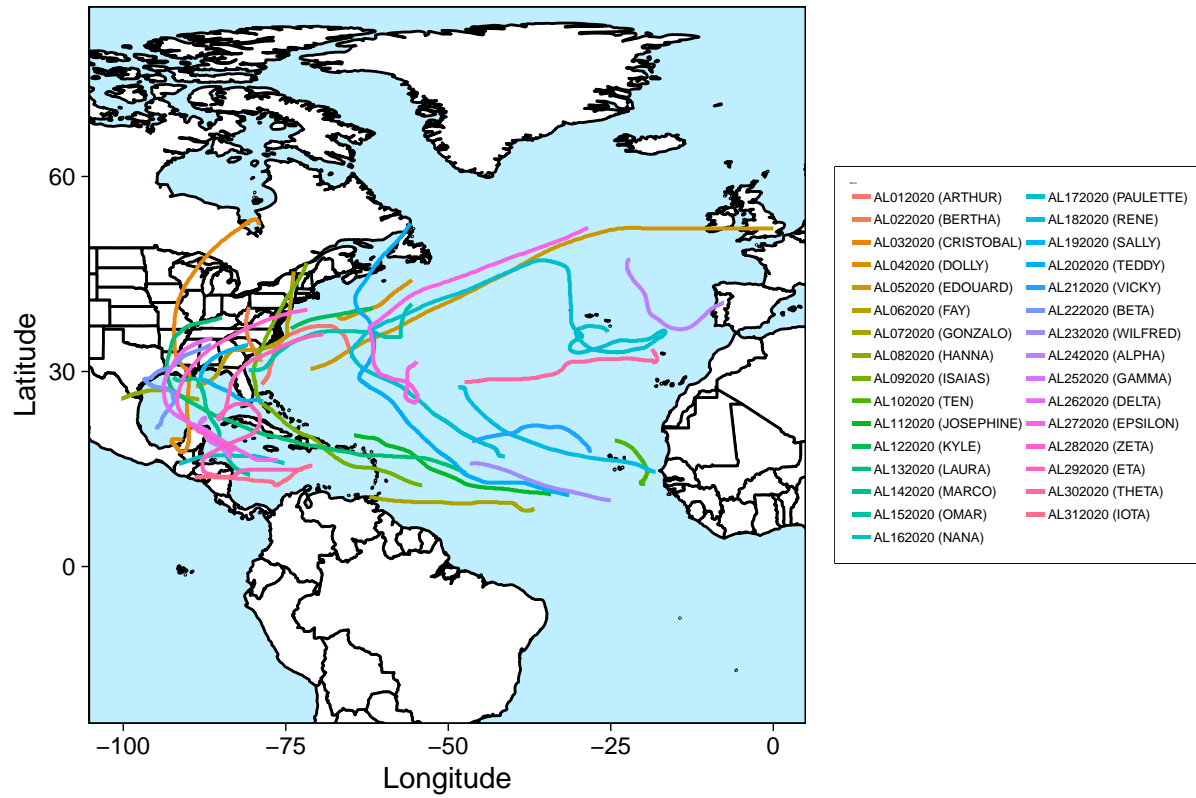 60
30
0
Latitude
−100
−75
−50
−25
0
Longitude
AL012020 (ARTHUR)
AL022020 (BERTHA)
AL032020 (CRISTOBAL)
AL042020 (DOLLY)
AL052020 (EDOUARD)
AL062020 (FAY)
AL072020 (GONZALO)
AL082020 (HANNA)
AL092020 (ISAIAS)
AL102020 (TEN)
AL112020 (JOSEPHINE)
AL122020 (KYLE)
AL132020 (LAURA)
AL142020 (MARCO)
AL152020 (OMAR)
AL162020 (NANA)
AL172020 (PAULETTE)
AL182020 (RENE)
AL192020 (SALLY)
AL202020 (TEDDY)
AL212020 (VICKY)
AL222020 (BETA)
AL232020 (WILFRED)
AL242020 (ALPHA)
AL252020 (GAMMA)
AL262020 (DELTA)
AL272020 (EPSILON)
AL282020 (ZETA)
AL292020 (ETA)
AL302020 (THETA)
AL312020 (IOTA)